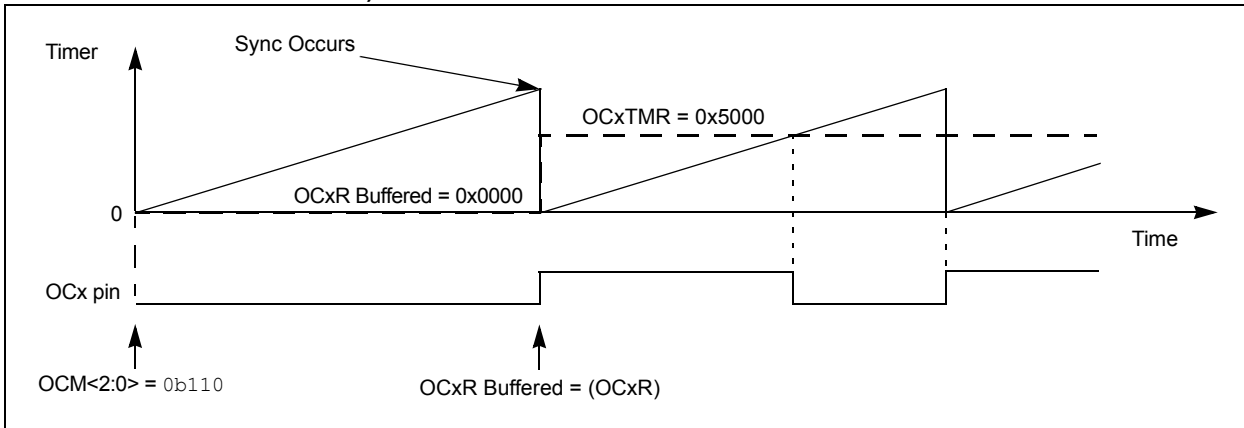 Timer
Sync Occurs
OCxTMR = 0x5000
OCxR Buffered = 0x0000
0
Time
OCx pin
OCM<2:0> = 0b110
OCxR Buffered = (OCxR)